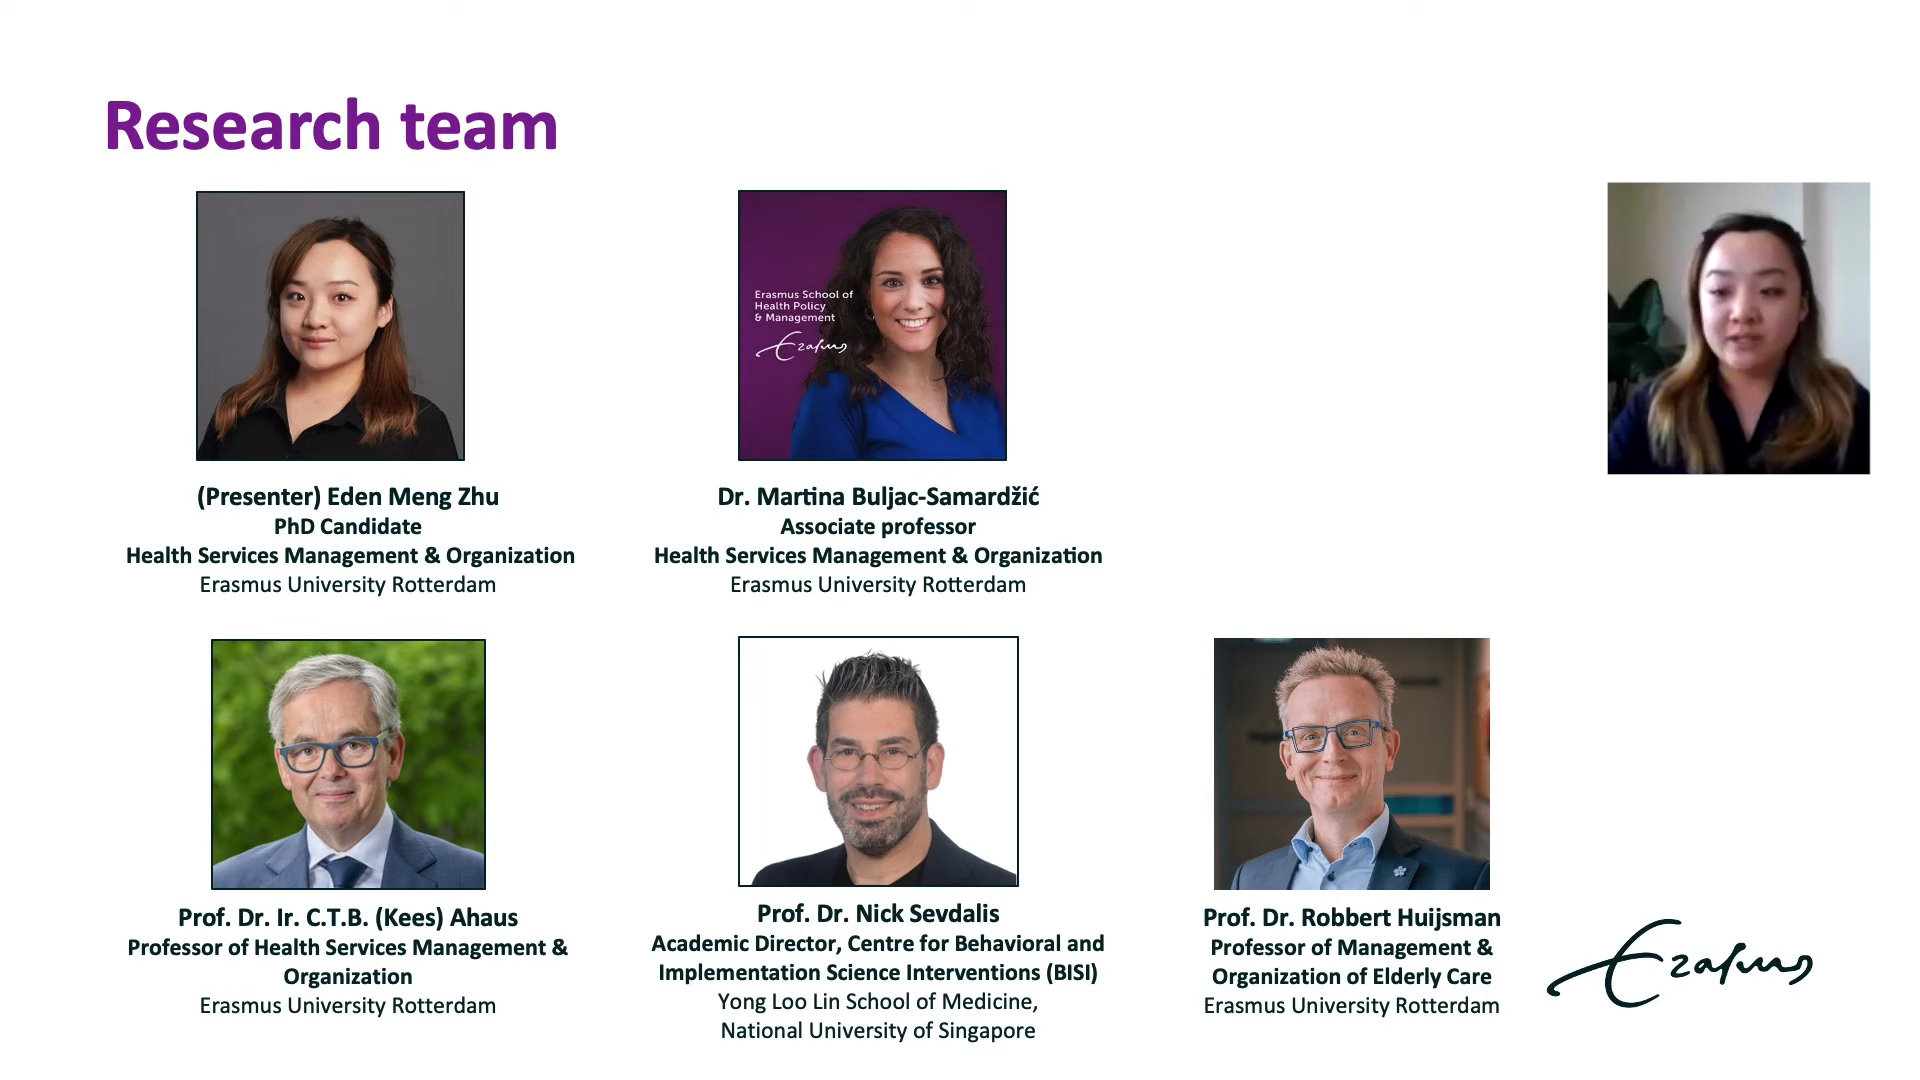 Research team
Erasmus School of
Health Policy
& Management
Erasmus
(Presenter) Eden Meng Zhu
PhD Candidate
Health Services Management & Organization
Erasmus University Rotterdam
Dr. Martina Buljac-Samardžić
Associate professor
Health Services Management & Organization
Erasmus University Rotterdam
Prof. Dr. Ir. C.T.B. (Kees) Ahaus
Professor of Health Services Management &
Organization
Erasmus University Rotterdam
Prof. Dr. Nick Sevdalis
Academic Director, Centre for Behavioral and
Implementation Science Interventions (BISI)
Yong Loo Lin School of Medicine,
National University of Singapore
Prof. Dr. Robbert Huijsman
Professor of Management &
Organization of Elderly Care
Erasmus University Rotterdam
Erasmus